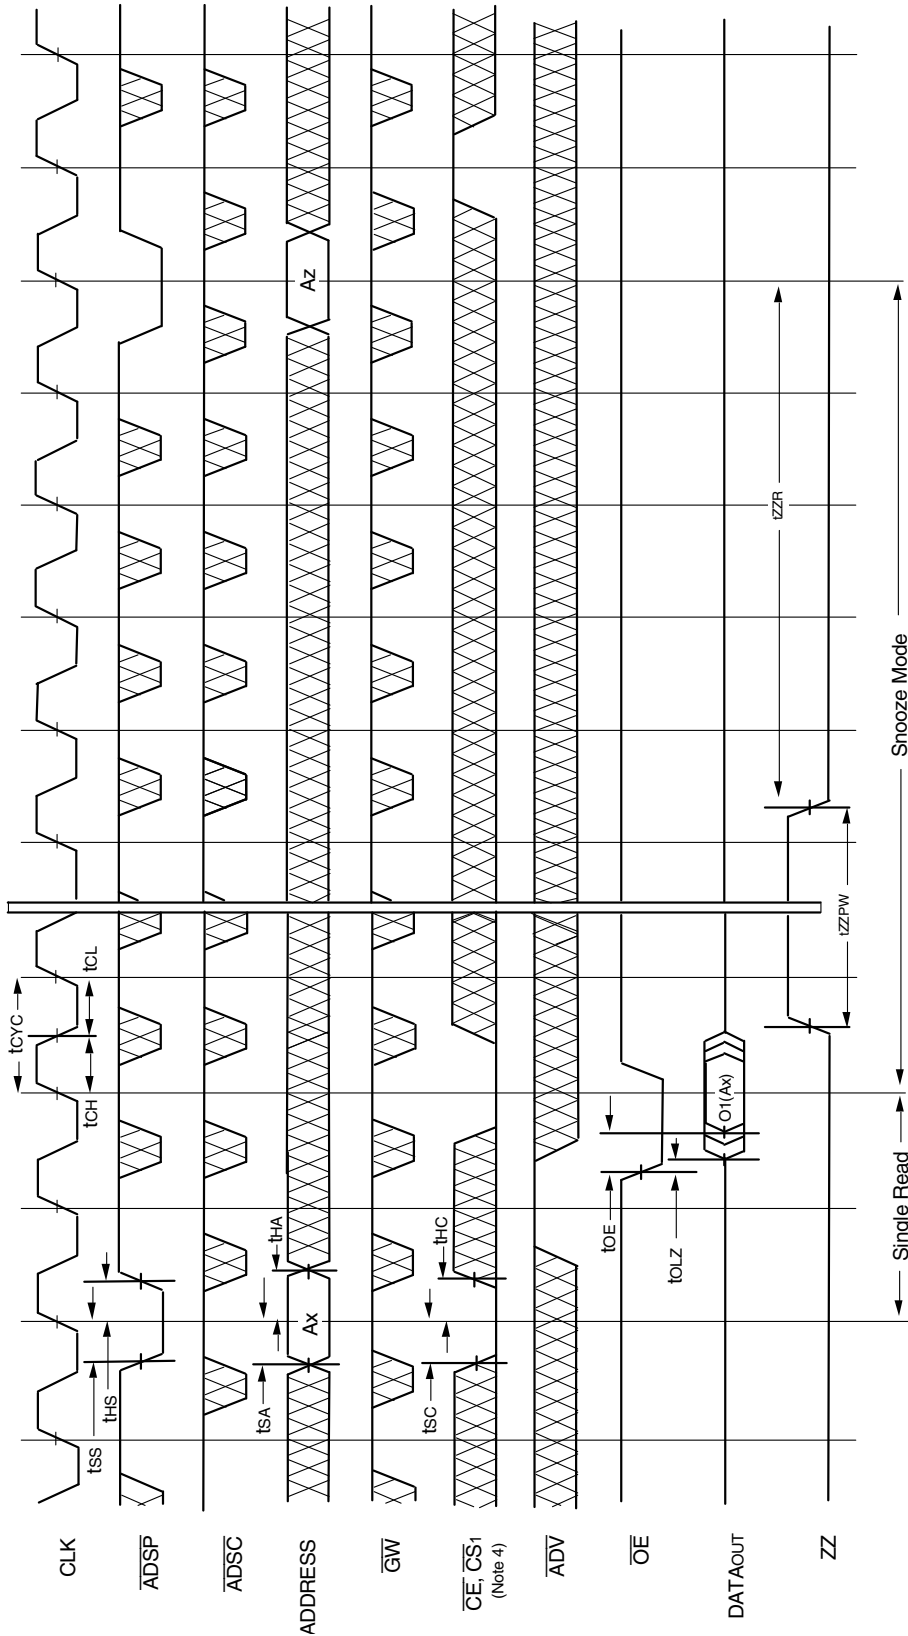 tCYC
tCH
tCL
tSS
tHS
CLK
ADSP
ADSC
tSA
tHA
Ax
Az
ADDRESS
GW
tSC
tHC
CE, CS1
(Note 4)
ADV
OE
tOE
tOLZ
O1(Ax)
DATAOUT
tZZR
tZZPW
ZZ
Single Read
Snooze Mode